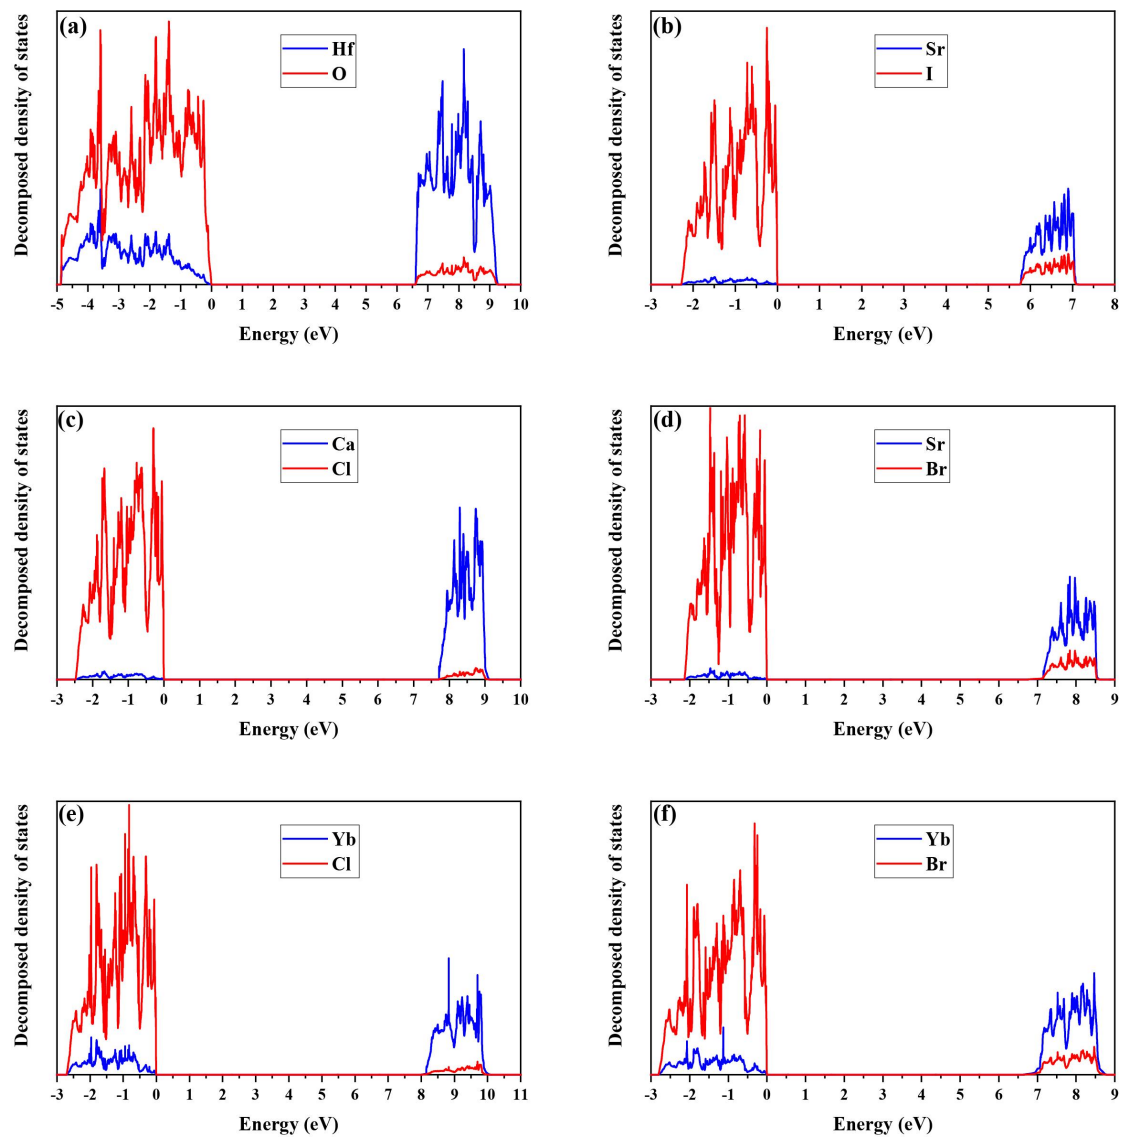 (a)
Hf
O
Decomposed density of states
-5 -4 -3 -2 -1 0 1 2 3 4 5 6 7 8 9 10
Energy (eV)
(b)
Sr
I
Decomposed density of states
-3 -2 -1 0 1 2 3 4 5 6 7 8
Energy (eV)
(c)
Ca
Cl
Decomposed density of states
-3 -2 -1 0 1 2 3 4 5 6 7 8 9 10
Energy (eV)
(d)
Sr
Br
Decomposed density of states
-3 -2 -1 0 1 2 3 4 5 6 7 8 9
Energy (eV)
(e)
Yb
Cl
Decomposed density of states
-3 -2 -1 0 1 2 3 4 5 6 7 8 9 10 11
Energy (eV)
(f)
Yb
Br
Decomposed density of states
-3 -2 -1 0 1 2 3 4 5 6 7 8 9
Energy (eV)